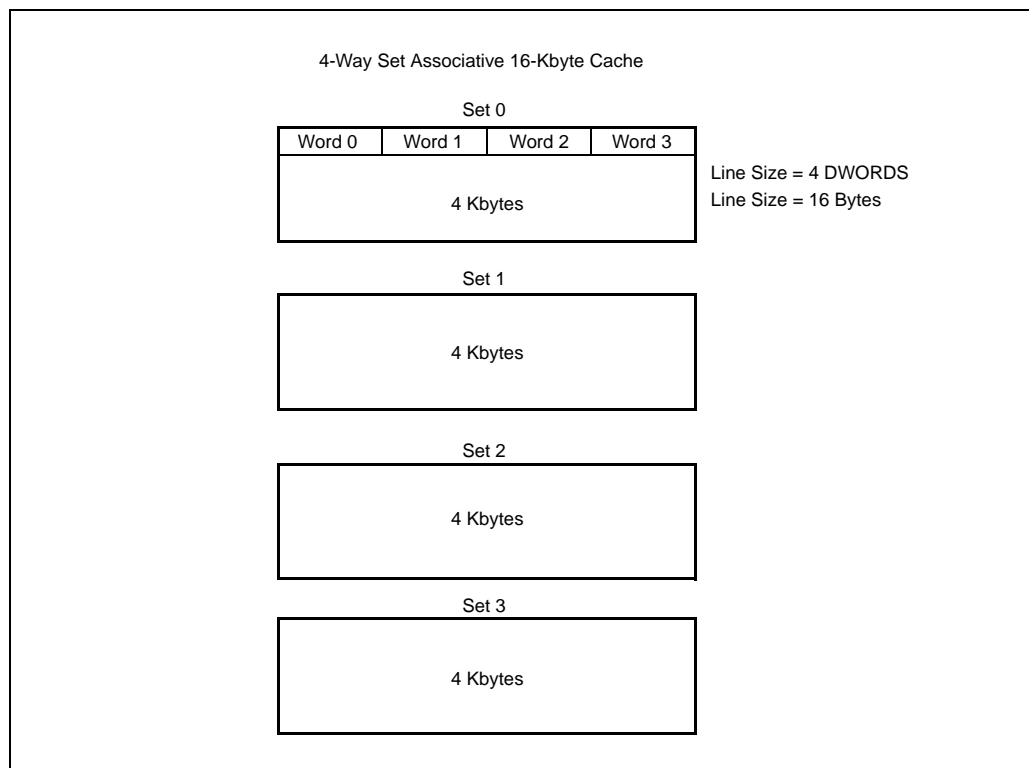 4-Way Set Associative 16-Kbyte Cache
Set 0
Word 0 Word 1 Word 2 Word 3
4 Kbytes
Line Size = 4 DWORDS
Line Size = 16 Bytes
Set 1
4 Kbytes
Set 2
4 Kbytes
Set 3
4 Kbytes